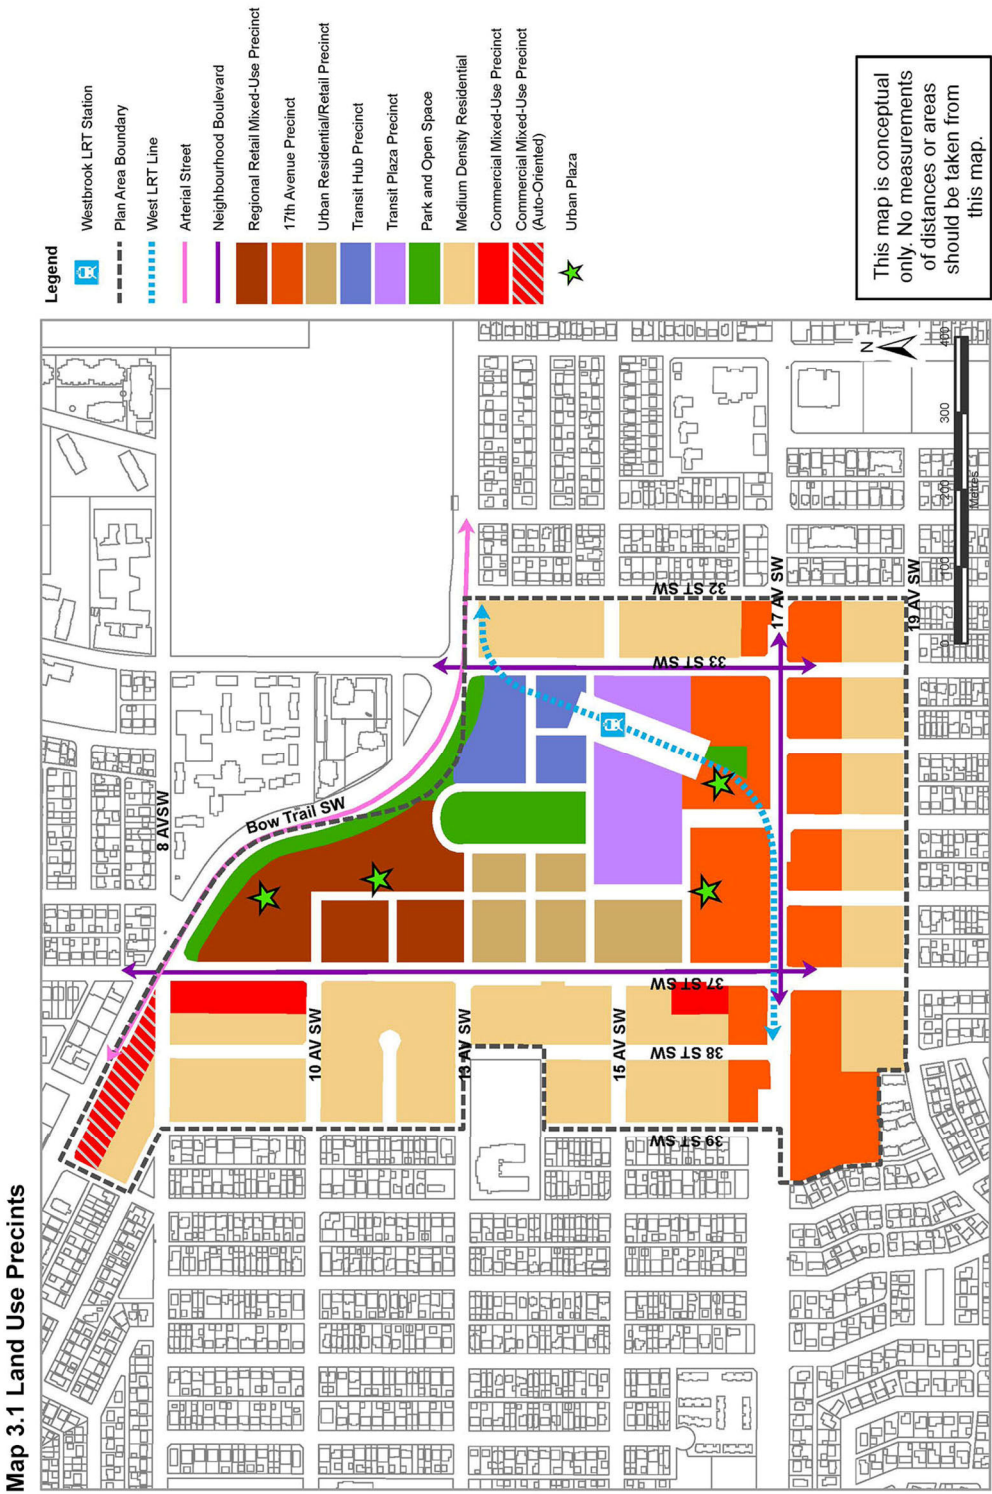 Map 3.1 Land Use Precints
Legend
Westbrook LRT Station
Plan Area Boundary
West LRT Line
Arterial Street
Neighbourhood Boulevard
Regional Retail Mixed-Use Precinct
17th Avenue Precinct
Urban Residential/Retail Precinct
Transit Hub Precinct
Transit Plaza Precinct
Park and Open Space
Medium Density Residential
Commercial Mixed-Use Precinct
Commercial Mixed-Use Precinct
(Auto-Oriented)
Urban Plaza
This map is conceptual
only. No measurements
of distances or areas
should be taken from
this map.
8 AVSW
Bow Trail SW
10 AV SW
13 AV SW
15 AV SW
17 AV SW
19 AV SW
32 ST SW
33 ST SW
37 ST SW
38 ST SW
39 ST SW
N
0
100
200
300
400
Metres